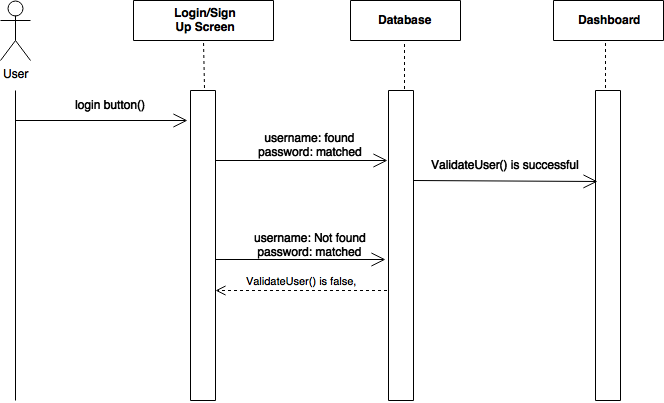 Login/Sign
Up Screen
Database
Dashboard
User
login button()
username: found
password: matched
ValidateUser() is successful
username: Not found
password: matched
ValidateUser() is false,